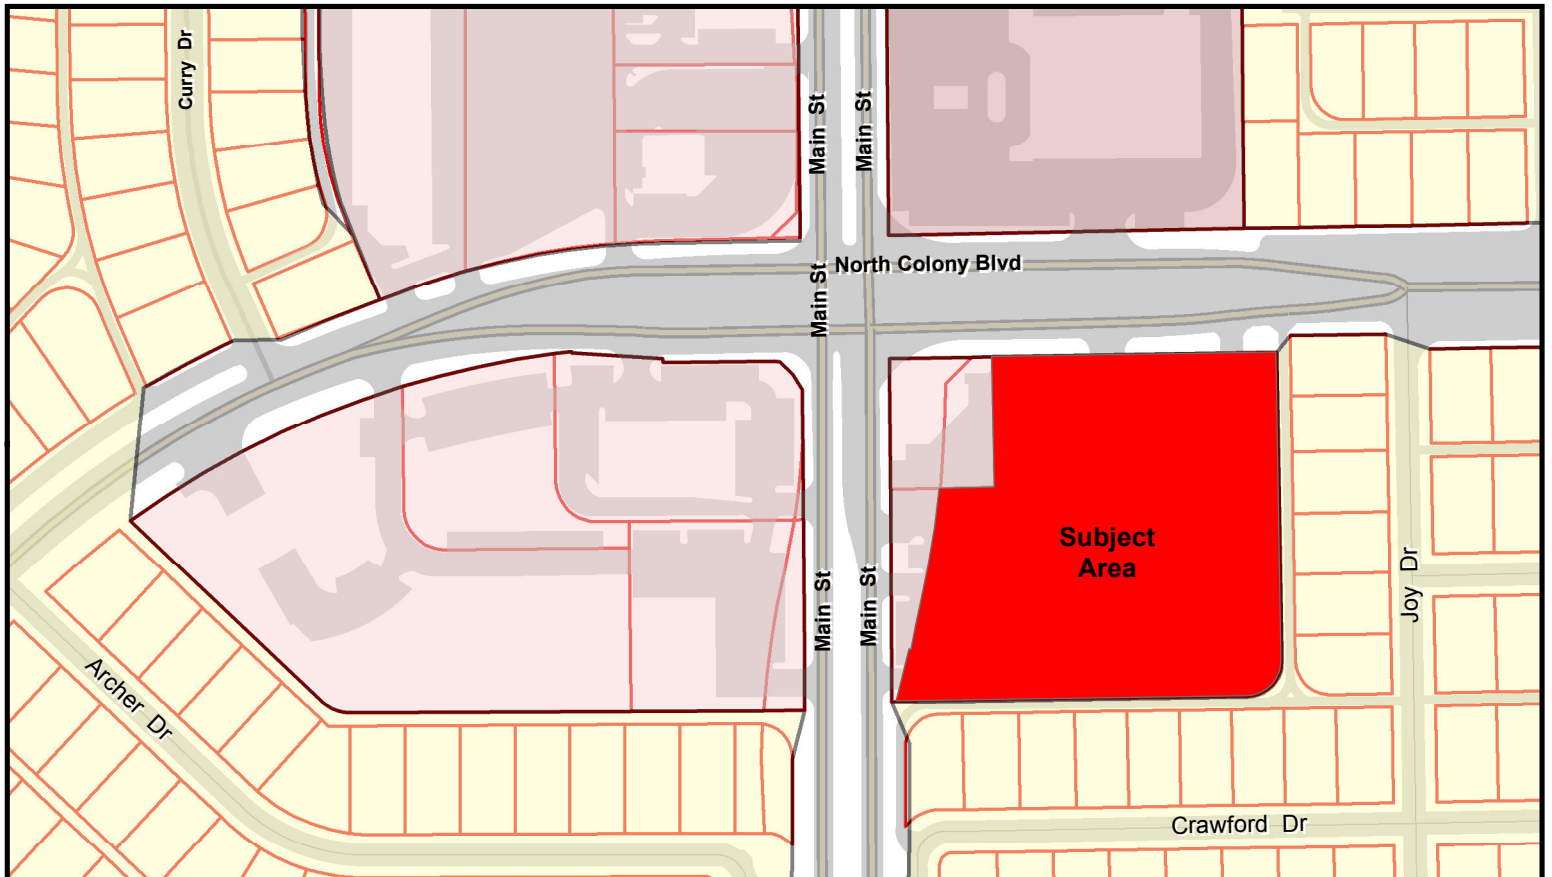 Curry Dr
Main St
Main St
North Colony Blvd
Main St
Subject
Area
Joy Dr
Main St
Main St
Archer Dr
Crawford Dr